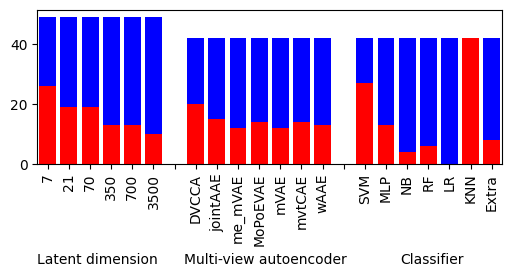 40
20
0
7
21
70
350
700
3500
DVCCA
jointAAE
me_mVAE
MoPoEVAE
mVAE
mvtCAE
wAAE
SVM
MLP
NB
RF
LR
KNN
Extra
Latent dimension
Multi-view autoencoder
Classifier